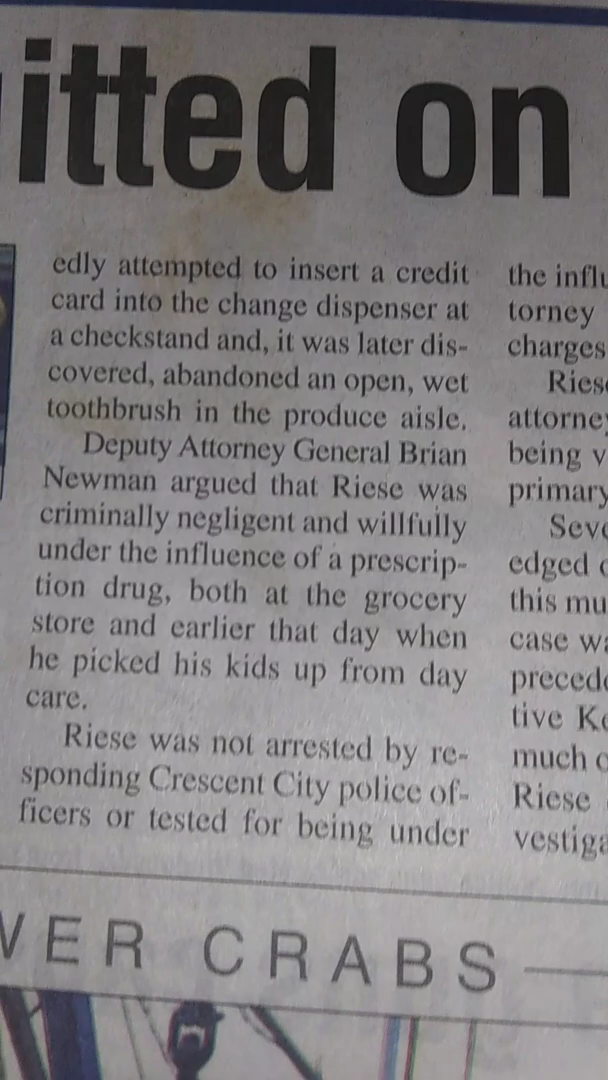 itted on
edly attempted to insert a credit
card into the change dispenser at
a checkstand and, it was later dis-
covered, abandoned an open, wet
toothbrush in the produce aisle.
Deputy Attorney General Brian
Newman argued that Riese was
criminally negligent and willfully
under the influence of a prescrip-
tion drug, both at the grocery
store and earlier that day when
he picked his kids up from day
care.
Riese was not arrested by re-
sponding Crescent City police of-
ficers or tested for being under
the influ
torney
charges
Riese
attorney
being v
primary
Seve
edged
this mu
case wa
precede
tive Ke
much o
Riese
vestiga
VER CRABS